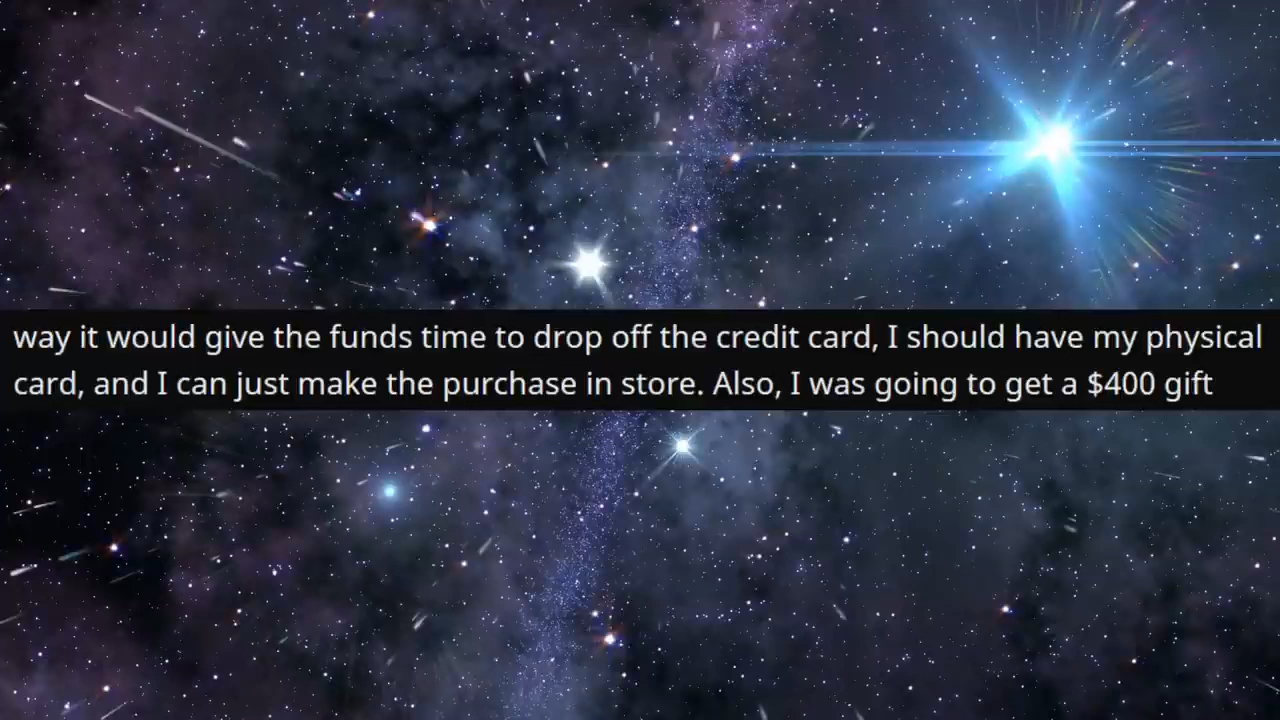 way it would give the funds time to drop off the credit card, I should have my physical
card, and I can just make the purchase in store. Also, I was going to get a $400 gift